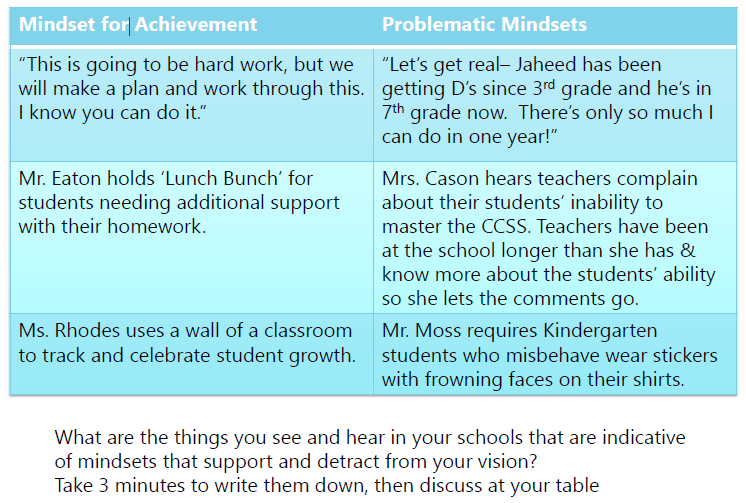 Mindset for Achievement
Problematic Mindsets
“This is going to be hard work, but we
will make a plan and work through this.
I know you can do it.”
“Let’s get real– Jaheed has been
getting D’s since 3rd grade and he’s in
7th grade now.  There’s only so much I
can do in one year!”
Mr. Eaton holds ‘Lunch Bunch’ for
students needing additional support
with their homework.
Mrs. Cason hears teachers complain
about their students’ inability to
master the CCSS. Teachers have been
at the school longer than she has &
know more about the students’ ability
so she lets the comments go.
Ms. Rhodes uses a wall of a classroom
to track and celebrate student growth.
Mr. Moss requires Kindergarten
students who misbehave wear stickers
with frowning faces on their shirts.
What are the things you see and hear in your schools that are indicative
of mindsets that support and detract from your vision?
Take 3 minutes to write them down, then discuss at your table